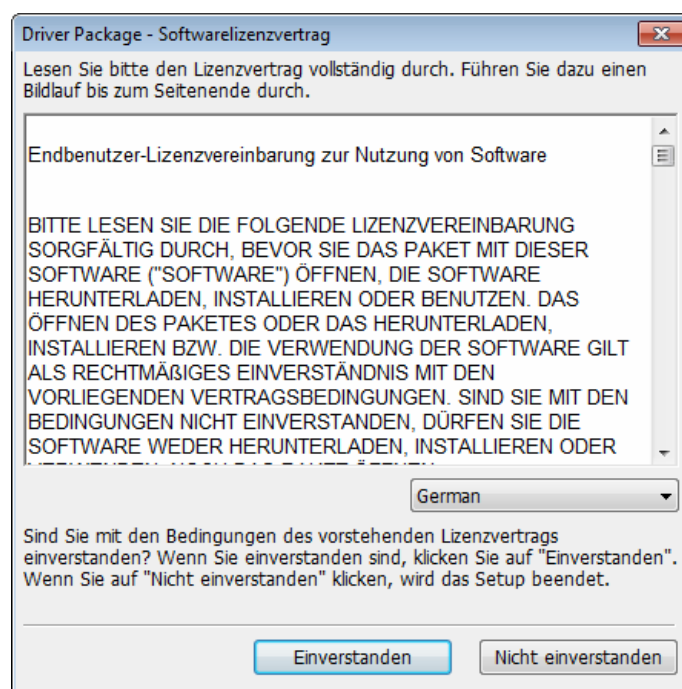 Driver Package - Softwarelizenzvertrag
Lesen Sie bitte den Lizenzvertrag vollständig durch. Führen Sie dazu einen
Bildlauf bis zum Seitenende durch.
Endbenutzer-Lizenzvereinbarung zur Nutzung von Software
BITTE LESEN SIE DIE FOLGENDE LIZENZVEREINBARUNG
SORGFÄLTIG DURCH, BEVOR SIE DAS PAKET MIT DIESER
SOFTWARE ("SOFTWARE") ÖFFNEN, DIE SOFTWARE
HERUNTERLADEN, INSTALLIEREN ODER BENUTZEN. DAS
ÖFFNEN DES PAKETES ODER DAS HERUNTERLADEN,
INSTALLIEREN BZW. DIE VERWENDUNG DER SOFTWARE GILT
ALS RECHTMÄßIGES EINVERSTÄNDNIS MIT DEN
VORLIEGENDEN VERTRAGSBEDINGUNGEN. SIND SIE MIT DEN
BEDINGUNGEN NICHT EINVERSTANDEN, DÜRFEN SIE DIE
SOFTWARE WEDER HERUNTERLADEN, INSTALLIEREN ODER
German
Sind Sie mit den Bedingungen des vorstehenden Lizenzvertrags
einverstanden? Wenn Sie einverstanden sind, klicken Sie auf "Einverstanden".
Wenn Sie auf "Nicht einverstanden" klicken, wird das Setup beendet.
Einverstanden
Nicht einverstanden